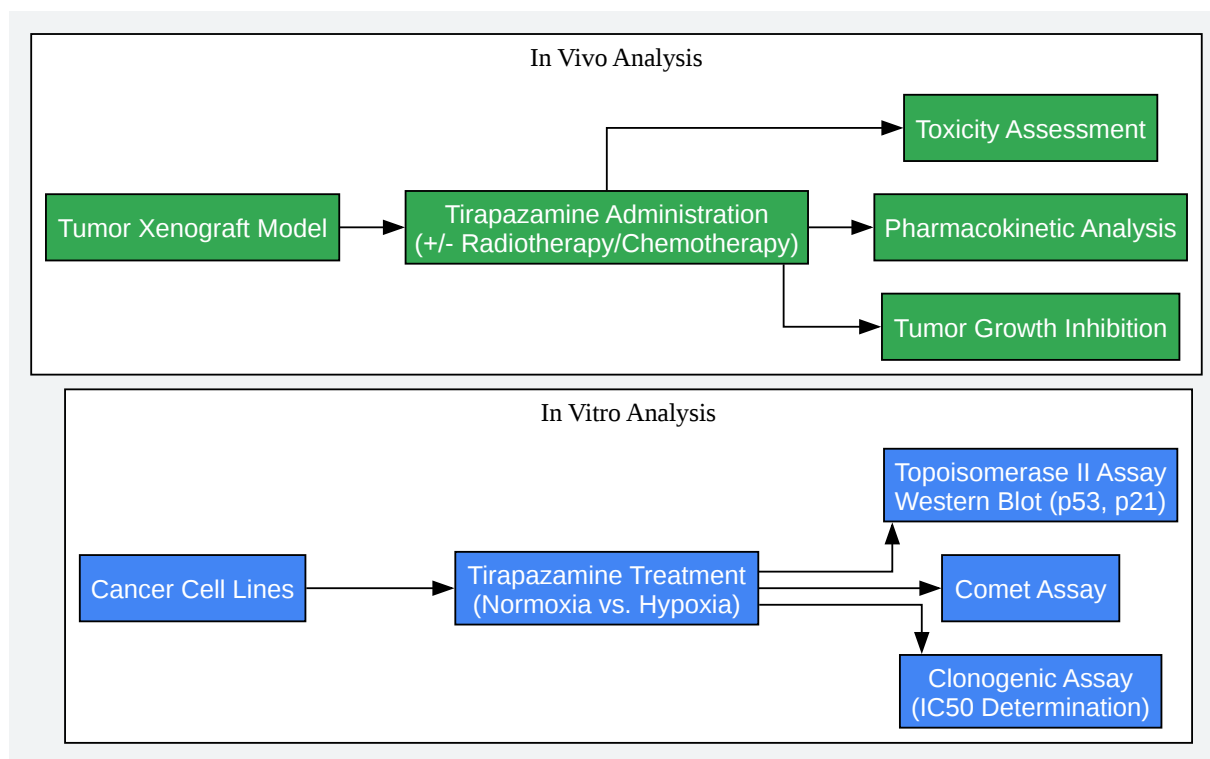 In Vivo Analysis
Toxicity Assessment
Tumor Xenograft Model
Tirapazamine Administration
(+/- Radiotherapy/Chemotherapy)
Pharmacokinetic Analysis
Tumor Growth Inhibition
In Vitro Analysis
Topoisomerase II Assay
Western Blot (p53, p21)
Cancer Cell Lines
Tirapazamine Treatment
(Normoxia vs. Hypoxia)
Comet Assay
Clonogenic Assay
(IC50 Determination)